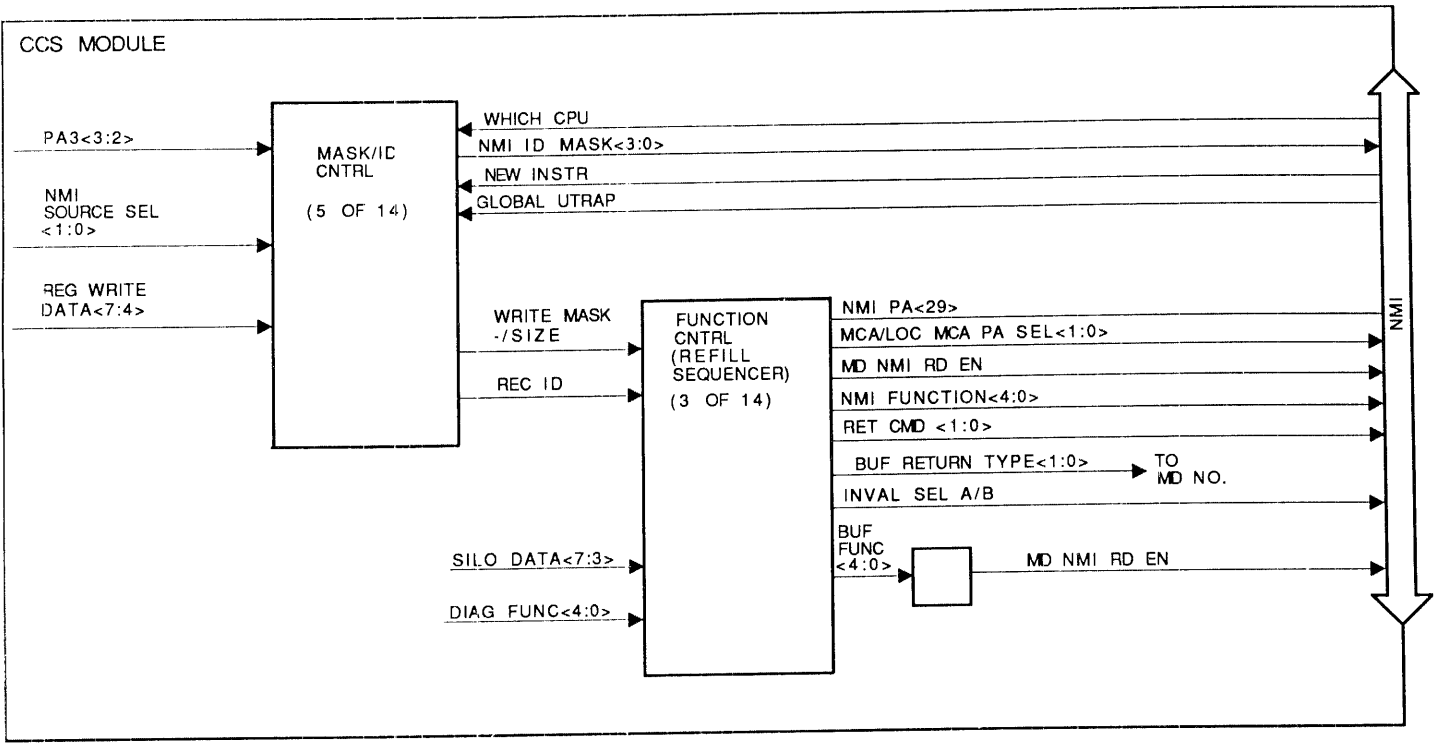 CCS MODULE
PA3<3:2>
NMI
SOURCE SEL
<1:0>
REG WRITE
DATA<7:4>
MASK/ID
CNTRL
(5 OF 14)
WHICH CPU
NMI ID MASK<3:0>
NEW INSTR
GLOBAL UTRAP
WRITE MASK
-/SIZE
REC ID
SILO DATA<7:3>
DIAG FUNC<4:0>
FUNCTION
CNTRL
(REFILL
SEQUENCER)
(3 OF 14)
NMI PA<29>
MCA/LOC MCA PA SEL<1:0>
MD NMI RD EN
NMI FUNCTION<4:0>
RET CMD <1:0>
BUF RETURN TYPE<1:0>
TO
MD NO.
INVAL SEL A/B
BUF
FUNC
<4:0>
MD NMI RD EN
NMI